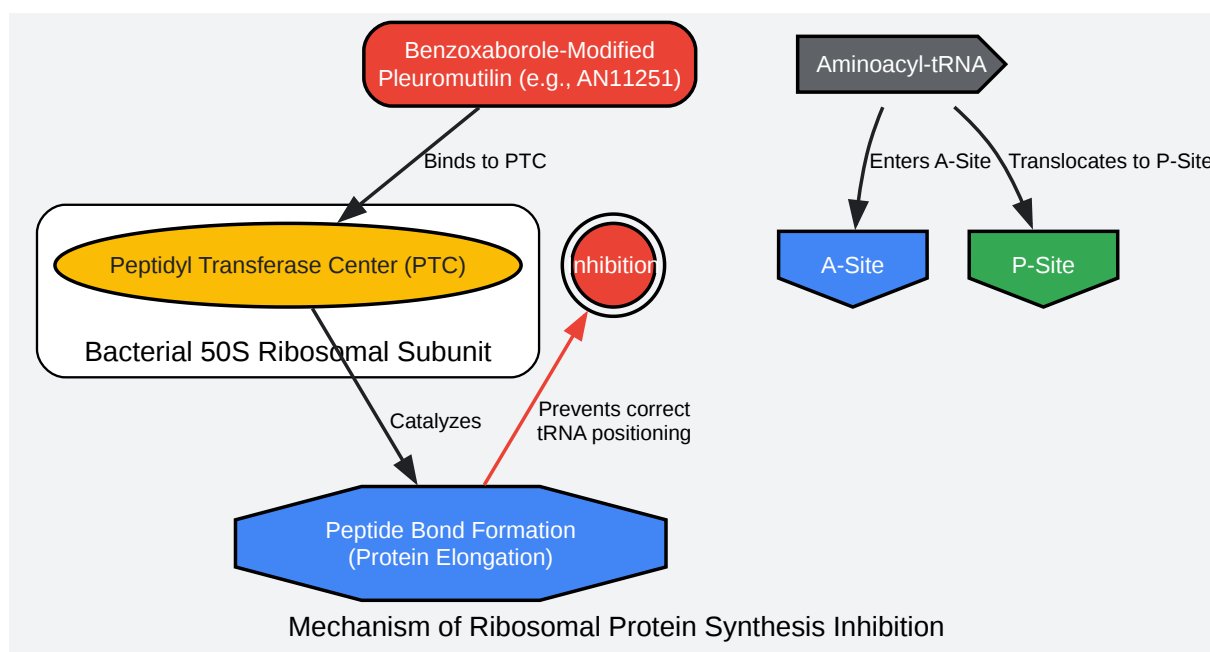 Benzoxaborole-Modified
Pleuromutilin (e.g., AN11251)
Aminoacyl-tRNA
Binds to PTC
Enters A-Site
Translocates to P-Site
Peptidyl Transferase Center (PTC)
Inhibition
A-Site
P-Site
Bacterial 50S Ribosomal Subunit
Catalyzes
Prevents correct
tRNA positioning
Peptide Bond Formation
(Protein Elongation)
Mechanism of Ribosomal Protein Synthesis Inhibition